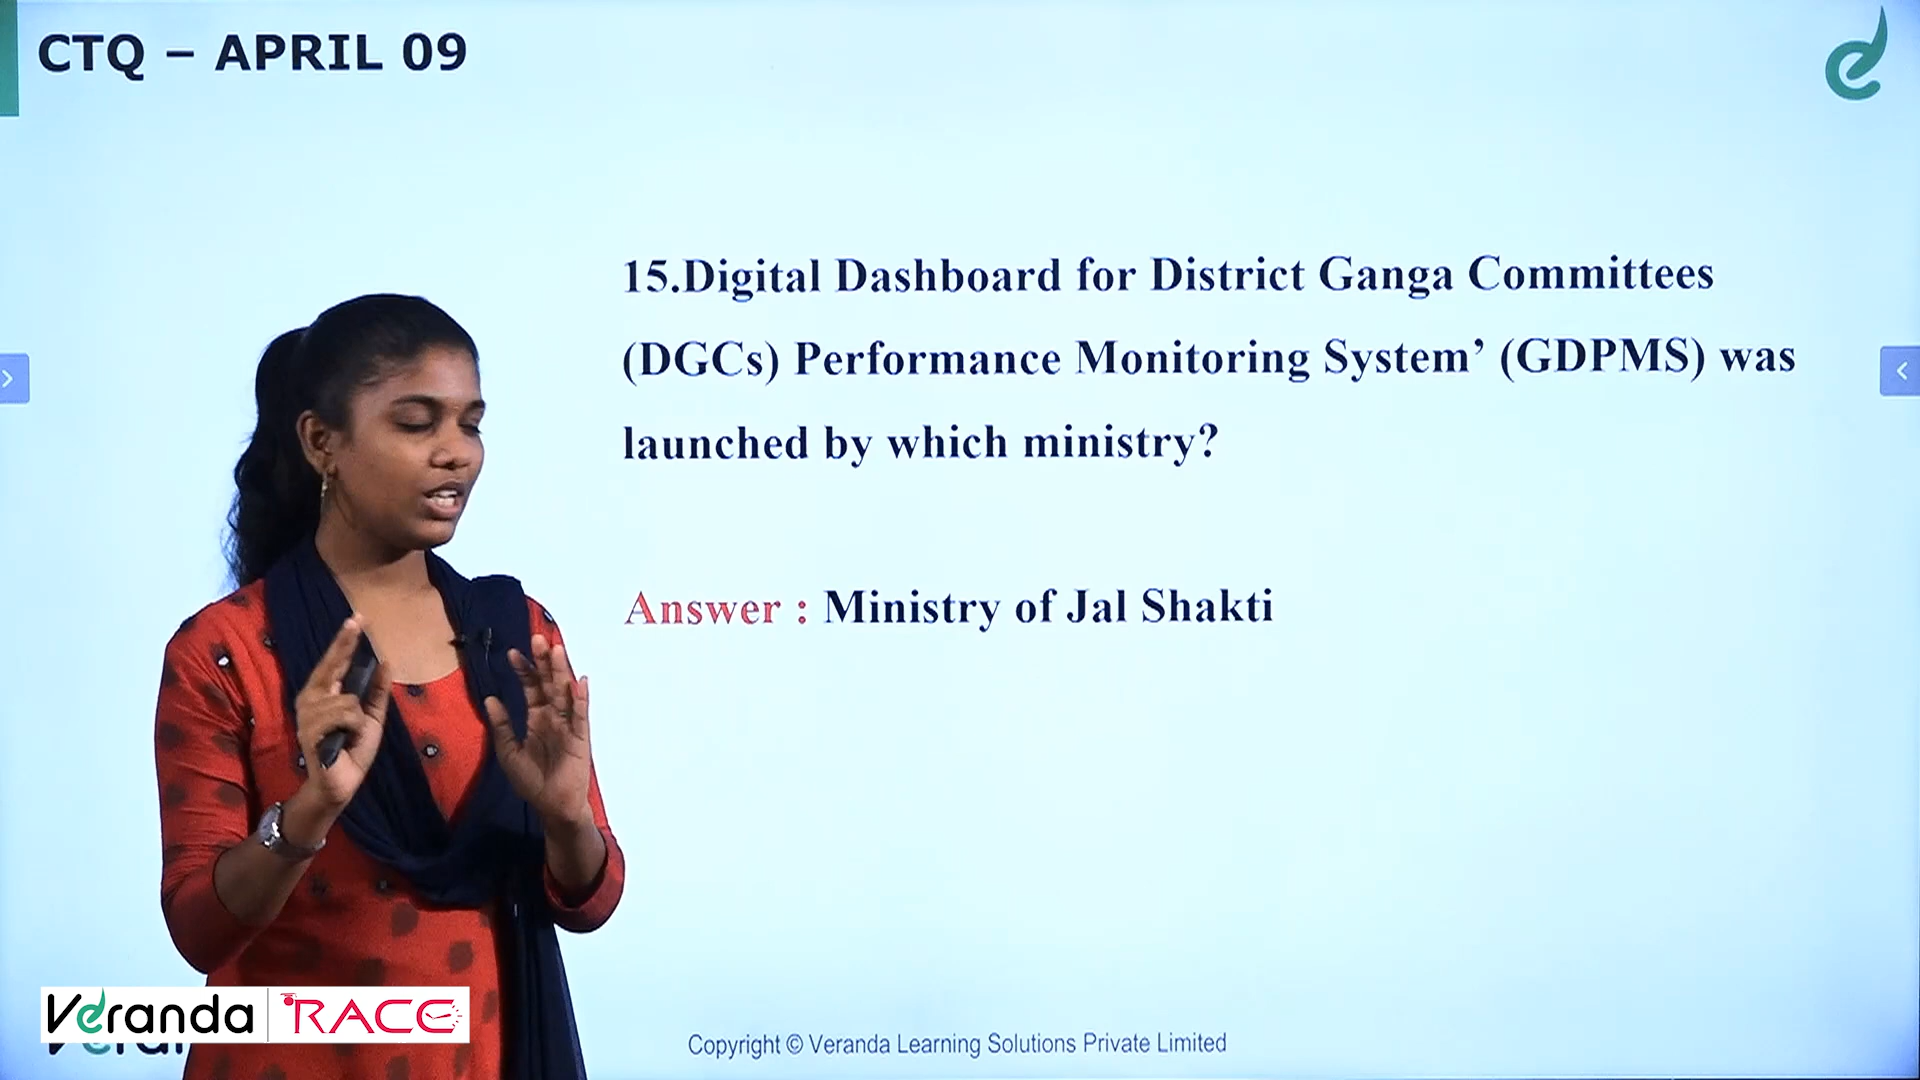 CTQ – APRIL 09
15.Digital Dashboard for District Ganga Committees
(DGCs) Performance Monitoring System’ (GDPMS) was
launched by which ministry?
Answer : Ministry of Jal Shakti
Veranda RACE
Copyright © Veranda Learning Solutions Private Limited